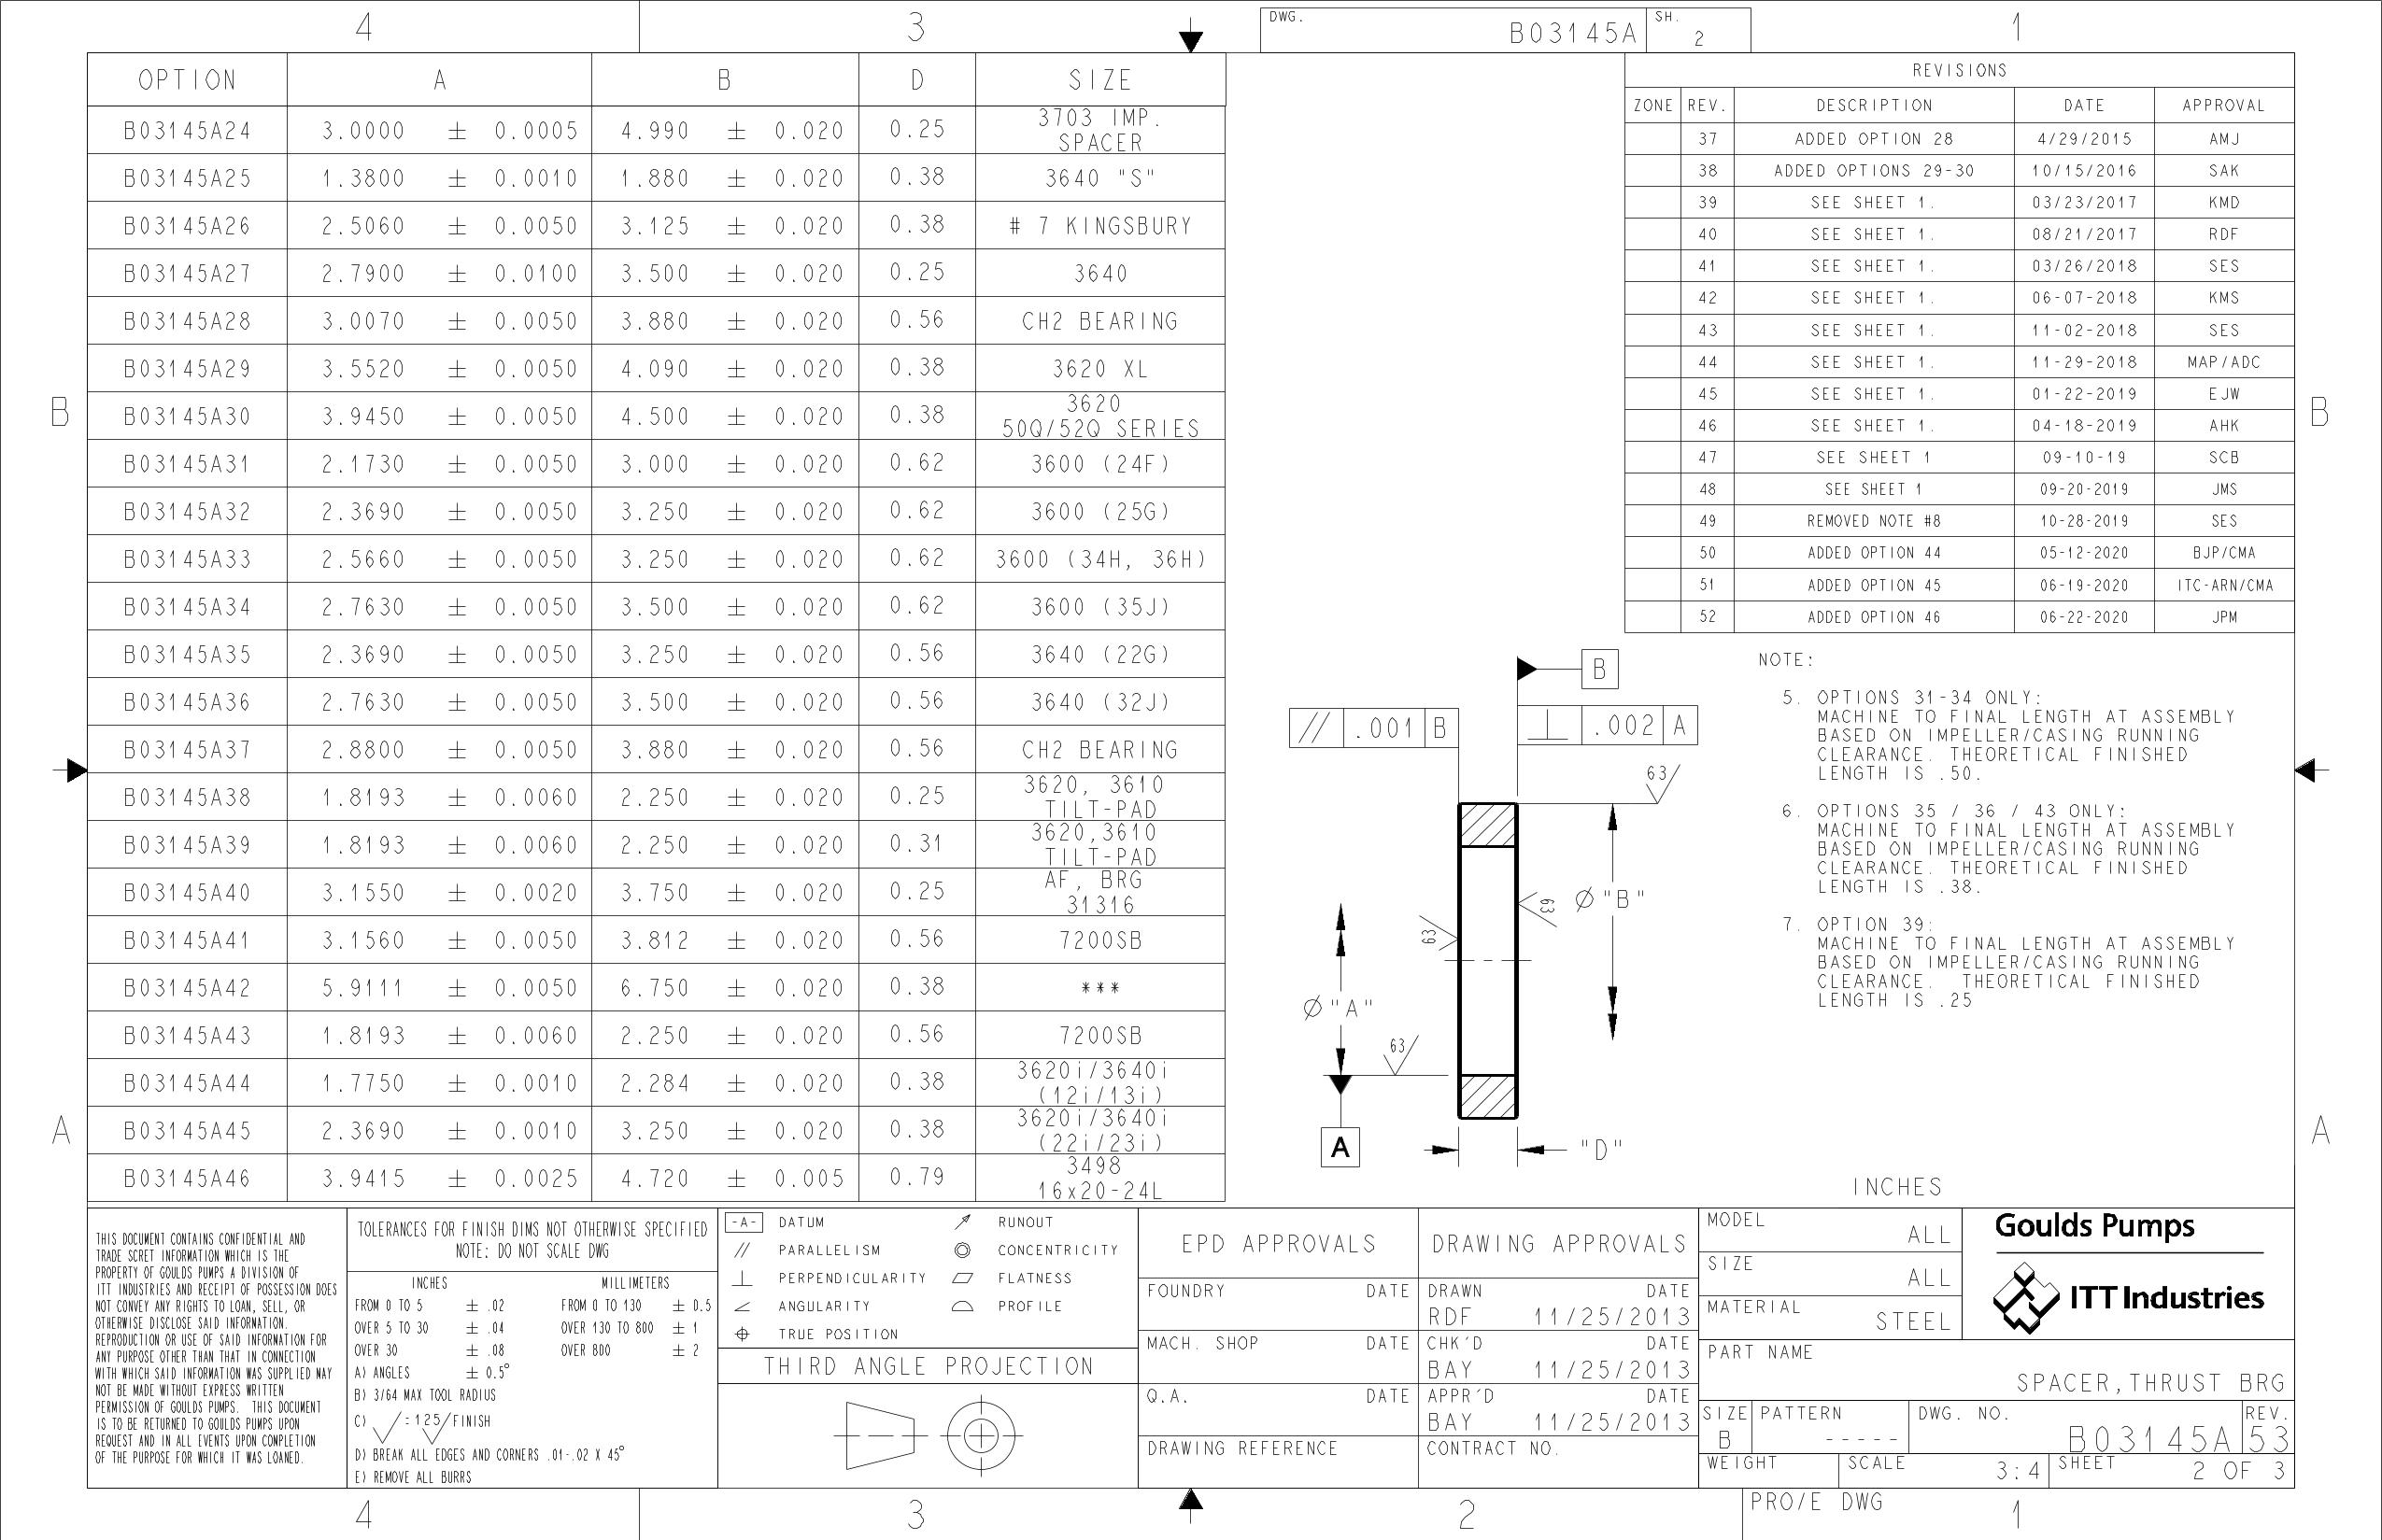 4 3 1
DWG. B03145A SH. 2
OPTION A B D SIZE
B03145A24 3.0000 ± 0.0005 4.990 ± 0.020 0.25 3703 IMP. SPACER
B03145A25 1.3800 ± 0.0010 1.880 ± 0.020 0.38 3640 "S"
B03145A26 2.5060 ± 0.0050 3.125 ± 0.020 0.38 # 7 KINGSBURY
B03145A27 2.7900 ± 0.0100 3.500 ± 0.020 0.25 3640
B03145A28 3.0070 ± 0.0050 3.880 ± 0.020 0.56 CH2 BEARING
B03145A29 3.5520 ± 0.0050 4.090 ± 0.020 0.38 3620 XL
B03145A30 3.9450 ± 0.0050 4.500 ± 0.020 0.38 3620 50Q/52Q SERIES
B03145A31 2.1730 ± 0.0050 3.000 ± 0.020 0.62 3600 (24F)
B03145A32 2.3690 ± 0.0050 3.250 ± 0.020 0.62 3600 (25G)
B03145A33 2.5660 ± 0.0050 3.250 ± 0.020 0.62 3600 (34H, 36H)
B03145A34 2.7630 ± 0.0050 3.500 ± 0.020 0.62 3600 (35J)
B03145A35 2.3690 ± 0.0050 3.250 ± 0.020 0.56 3640 (22G)
B03145A36 2.7630 ± 0.0050 3.500 ± 0.020 0.56 3640 (32J)
B03145A37 2.8800 ± 0.0050 3.880 ± 0.020 0.56 CH2 BEARING
B03145A38 1.8193 ± 0.0060 2.250 ± 0.020 0.25 3620, 3610 TILT-PAD
B03145A39 1.8193 ± 0.0060 2.250 ± 0.020 0.31 3620,3610 TILT-PAD
B03145A40 3.1550 ± 0.0020 3.750 ± 0.020 0.25 AF, BRG 31316
B03145A41 3.1560 ± 0.0050 3.812 ± 0.020 0.56 7200SB
B03145A42 5.9111 ± 0.0050 6.750 ± 0.020 0.38 ***
B03145A43 1.8193 ± 0.0060 2.250 ± 0.020 0.56 7200SB
B03145A44 1.7750 ± 0.0010 2.284 ± 0.020 0.38 3620i/3640i (12i/13i)
B03145A45 2.3690 ± 0.0010 3.250 ± 0.020 0.38 3620i/3640i (22i/23i)
B03145A46 3.9415 ± 0.0025 4.720 ± 0.005 0.79 3498 16x20-24L
REVISIONS
ZONE REV. DESCRIPTION DATE APPROVAL
37 ADDED OPTION 28 4/29/2015 AMJ
38 ADDED OPTIONS 29-30 10/15/2016 SAK
39 SEE SHEET 1. 03/23/2017 KMD
40 SEE SHEET 1. 08/21/2017 RDF
41 SEE SHEET 1. 03/26/2018 SES
42 SEE SHEET 1. 06-07-2018 KMS
43 SEE SHEET 1. 11-02-2018 SES
44 SEE SHEET 1. 11-29-2018 MAP/ADC
45 SEE SHEET 1. 01-22-2019 EJW
46 SEE SHEET 1. 04-18-2019 AHK
47 SEE SHEET 1 09-10-19 SCB
48 SEE SHEET 1 09-20-2019 JMS
49 REMOVED NOTE #8 10-28-2019 SES
50 ADDED OPTION 44 05-12-2020 BJP/CMA
51 ADDED OPTION 45 06-19-2020 ITC-ARN/CMA
52 ADDED OPTION 46 06-22-2020 JPM
B B
A A
B
// .001 B
⊥ .002 A
63
63
63
63
Ø "B"
Ø "A"
A
"D"
NOTE:
5. OPTIONS 31-34 ONLY:
MACHINE TO FINAL LENGTH AT ASSEMBLY
BASED ON IMPELLER/CASING RUNNING
CLEARANCE. THEORETICAL FINISHED
LENGTH IS .50.
6. OPTIONS 35 / 36 / 43 ONLY:
MACHINE TO FINAL LENGTH AT ASSEMBLY
BASED ON IMPELLER/CASING RUNNING
CLEARANCE. THEORETICAL FINISHED
LENGTH IS .38.
7. OPTION 39:
MACHINE TO FINAL LENGTH AT ASSEMBLY
BASED ON IMPELLER/CASING RUNNING
CLEARANCE. THEORETICAL FINISHED
LENGTH IS .25
INCHES
THIS DOCUMENT CONTAINS CONFIDENTIAL AND
TRADE SCRET INFORMATION WHICH IS THE
PROPERTY OF GOULDS PUMPS A DIVISION OF
ITT INDUSTRIES AND RECEIPT OF POSSESSION DOES
NOT CONVEY ANY RIGHTS TO LOAN, SELL, OR
OTHERWISE DISCLOSE SAID INFORMATION.
REPRODUCTION OR USE OF SAID INFORMATION FOR
ANY PURPOSE OTHER THAN THAT IN CONNECTION
WITH WHICH SAID INFORMATION WAS SUPPLIED MAY
NOT BE MADE WITHOUT EXPRESS WRITTEN
PERMISSION OF GOULDS PUMPS. THIS DOCUMENT
IS TO BE RETURNED TO GOULDS PUMPS UPON
REQUEST AND IN ALL EVENTS UPON COMPLETION
OF THE PURPOSE FOR WHICH IT WAS LOANED.
TOLERANCES FOR FINISH DIMS NOT OTHERWISE SPECIFIED
NOTE: DO NOT SCALE DWG
INCHES MILLIMETERS
FROM 0 TO 5 ± .02 FROM 0 TO 130 ± 0.5
OVER 5 TO 30 ± .04 OVER 130 TO 800 ± 1
OVER 30 ± .08 OVER 800 ± 2
A) ANGLES ± 0.5°
B) 3/64 MAX TOOL RADIUS
C) √ = 125/ FINISH
D) BREAK ALL EDGES AND CORNERS .01-.02 X 45°
E) REMOVE ALL BURRS
-A- DATUM RUNOUT
// PARALLELISM CONCENTRICITY
⊥ PERPENDICULARITY FLATNESS
ANGULARITY PROFILE
TRUE POSITION
THIRD ANGLE PROJECTION
EPD APPROVALS
FOUNDRY DATE
MACH. SHOP DATE
Q.A. DATE
DRAWING REFERENCE
DRAWING APPROVALS
DRAWN DATE
RDF 11/25/2013
CHK'D DATE
BAY 11/25/2013
APPR'D DATE
BAY 11/25/2013
CONTRACT NO.
MODEL ALL
SIZE ALL
MATERIAL STEEL
Goulds Pumps
ITT Industries
PART NAME
SPACER,THRUST BRG
SIZE B PATTERN ----- DWG. NO. B03145A REV. 53
WEIGHT SCALE 3:4 SHEET 2 OF 3
4 3 2 1
PRO/E DWG